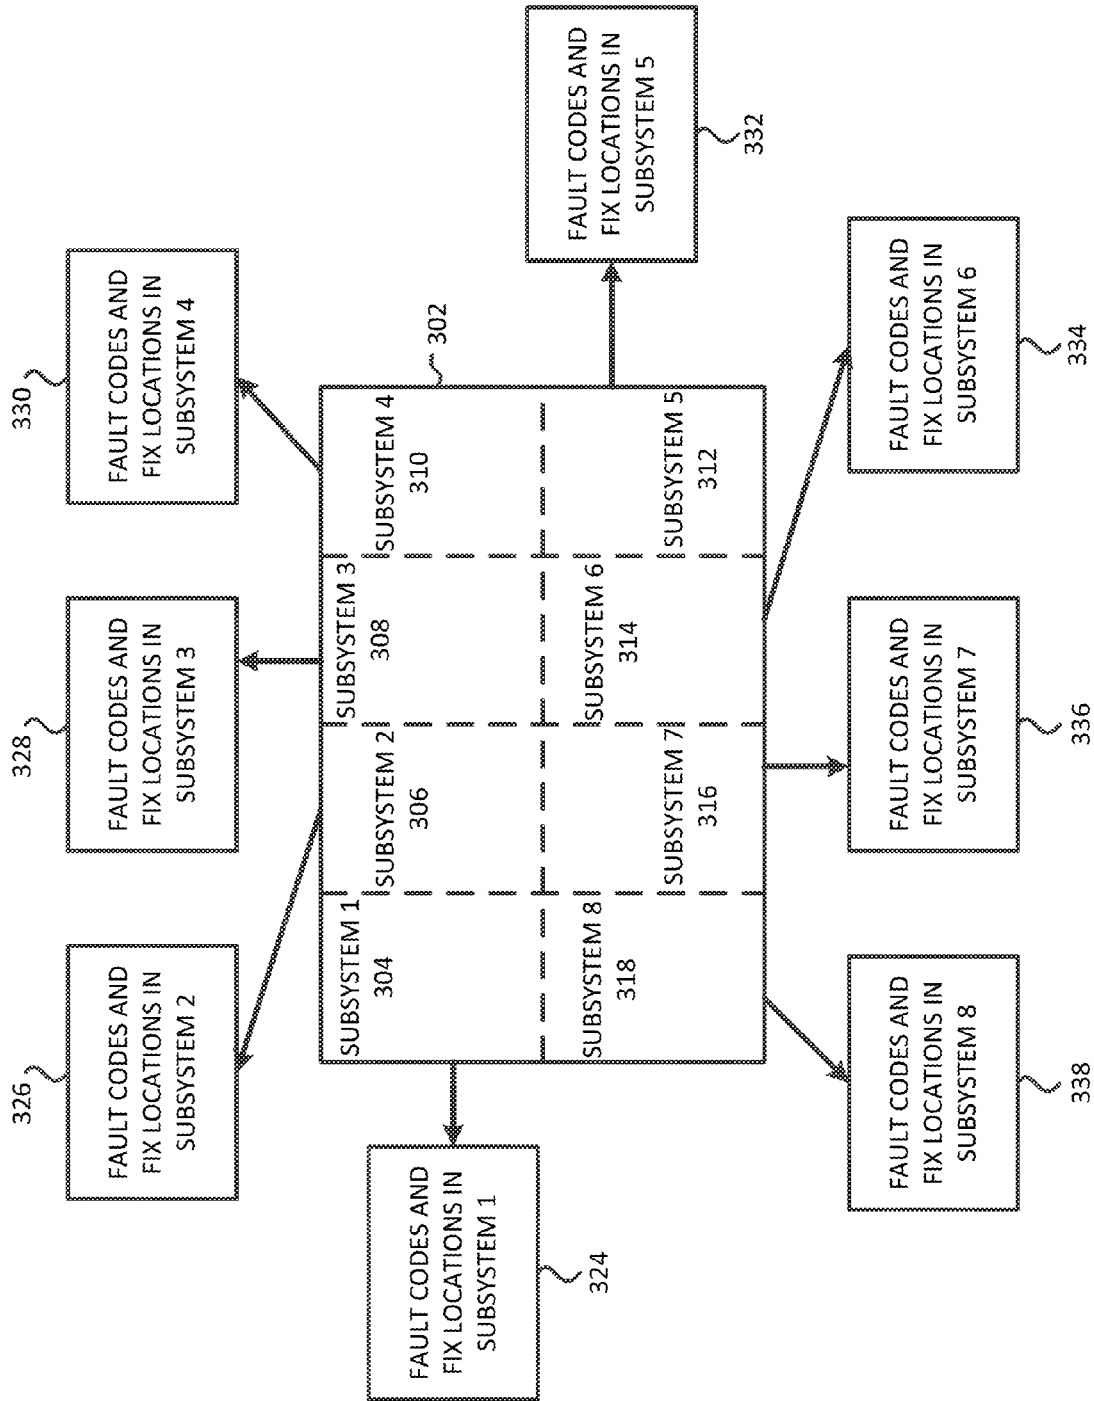 326
FAULT CODES AND
FIX LOCATIONS IN
SUBSYSTEM 2
328
FAULT CODES AND
FIX LOCATIONS IN
SUBSYSTEM 3
330
FAULT CODES AND
FIX LOCATIONS IN
SUBSYSTEM 4
302
FAULT CODES AND
FIX LOCATIONS IN
SUBSYSTEM 1
324
SUBSYSTEM 1
304
SUBSYSTEM 2
306
SUBSYSTEM 3
308
SUBSYSTEM 4
310
SUBSYSTEM 8
318
SUBSYSTEM 7
316
SUBSYSTEM 6
314
SUBSYSTEM 5
312
FAULT CODES AND
FIX LOCATIONS IN
SUBSYSTEM 5
332
FAULT CODES AND
FIX LOCATIONS IN
SUBSYSTEM 8
338
FAULT CODES AND
FIX LOCATIONS IN
SUBSYSTEM 7
336
FAULT CODES AND
FIX LOCATIONS IN
SUBSYSTEM 6
334